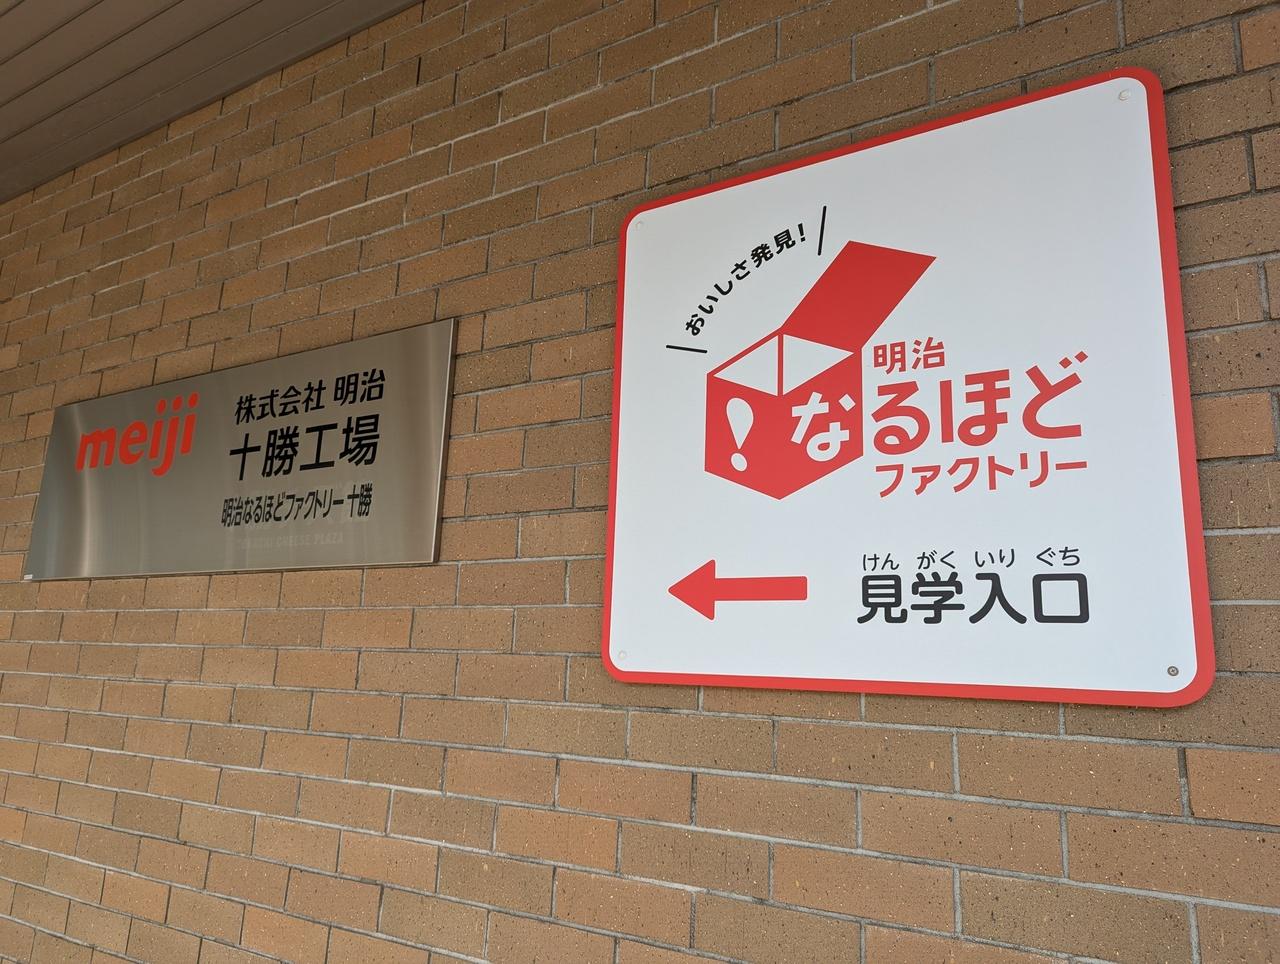 meiji
株式会社 明治
十勝工場
明治なるほどファクトリー 十勝
CHEESE PLAZA
おいしさ発見!
明治
なるほど
ファクトリー
けん がく いり ぐち
見学入口